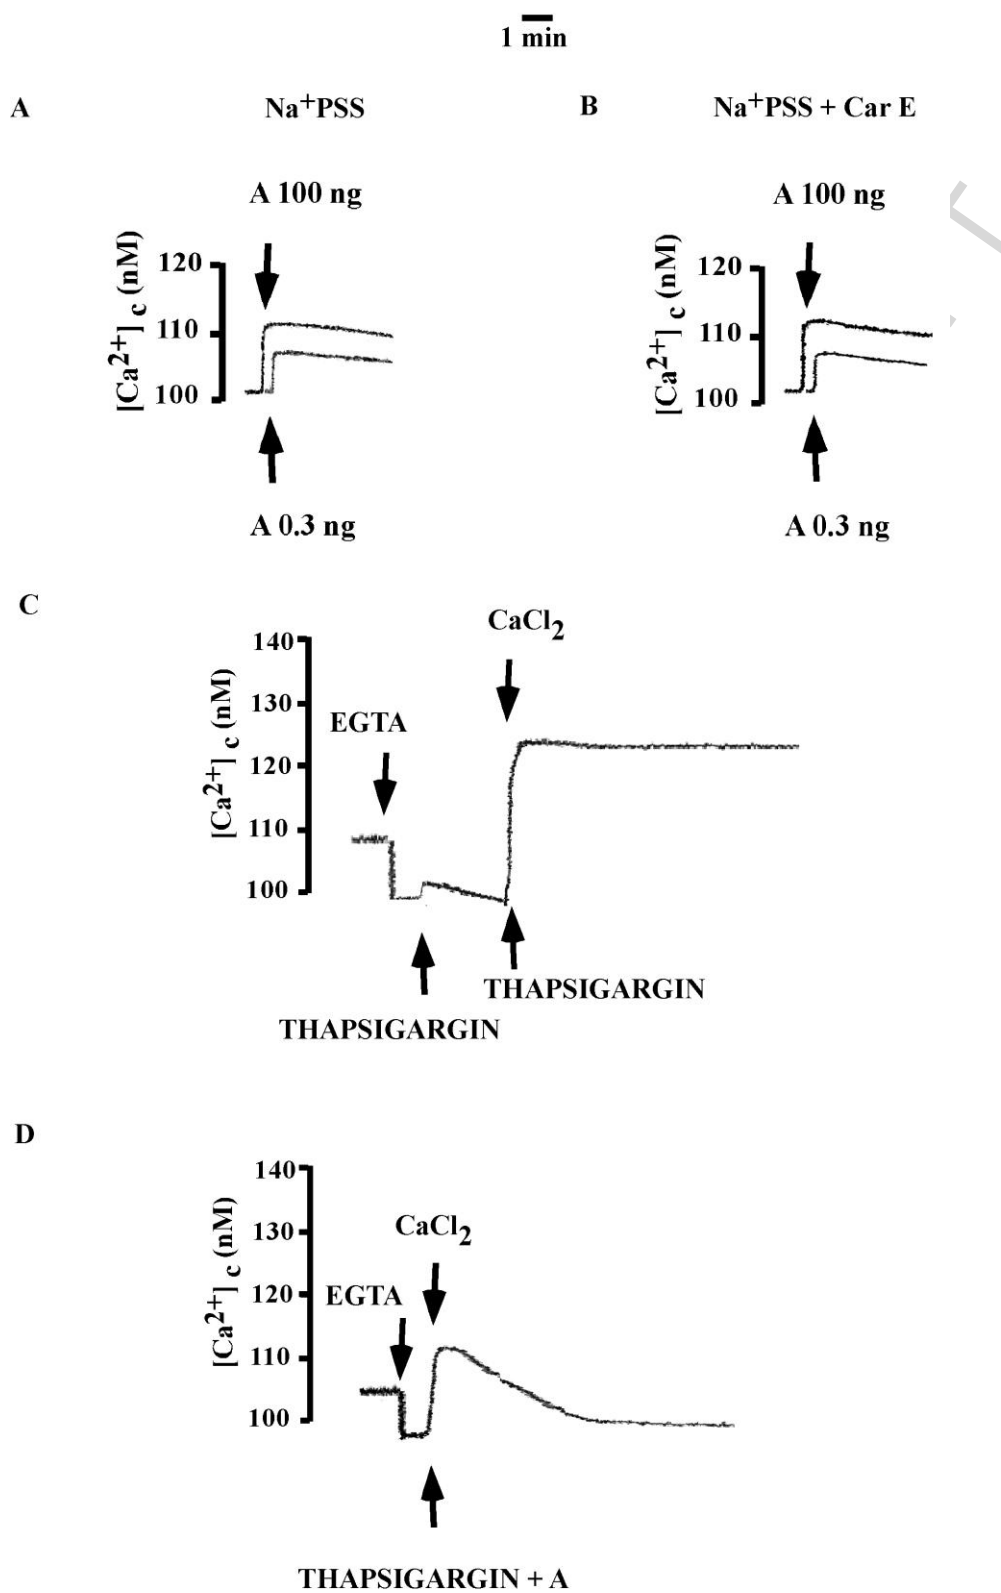 1 min
A Na+PSS B Na+PSS + Car E
A 100 ng A 100 ng
[Ca2+] c (nM)
120
110
100
[Ca2+] c (nM)
120
110
100
A 0.3 ng A 0.3 ng
C
CaCl2
[Ca2+] c (nM)
140
130
EGTA
120
110
100
THAPSIGARGIN
THAPSIGARGIN
D
[Ca2+] c (nM)
140
130
CaCl2
120
EGTA
110
100
THAPSIGARGIN + A